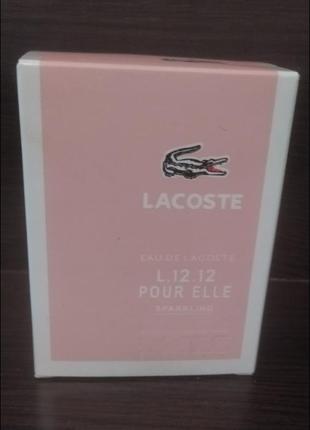 LACOSTE
EAU DE LACOSTE
L.12.12
POUR ELLE
SPARKLING